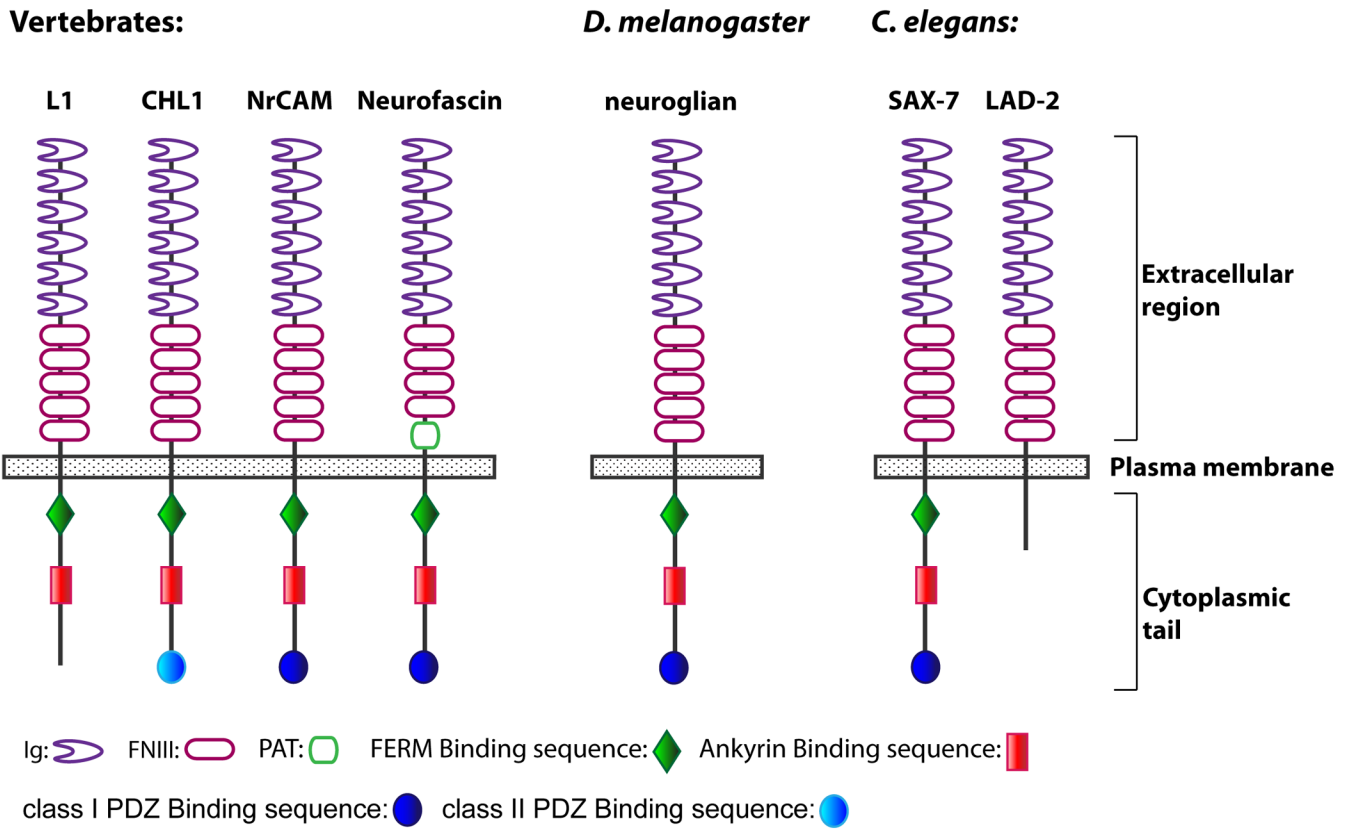 Vertebrates: D. melanogaster C. elegans:
L1 CHL1 NrCAM Neurofascin neuroglian SAX-7 LAD-2
Extracellular
region
Plasma membrane
Cytoplasmic
tail
Ig: FNIII: PAT: FERM Binding sequence: Ankyrin Binding sequence:
class I PDZ Binding sequence: class II PDZ Binding sequence: